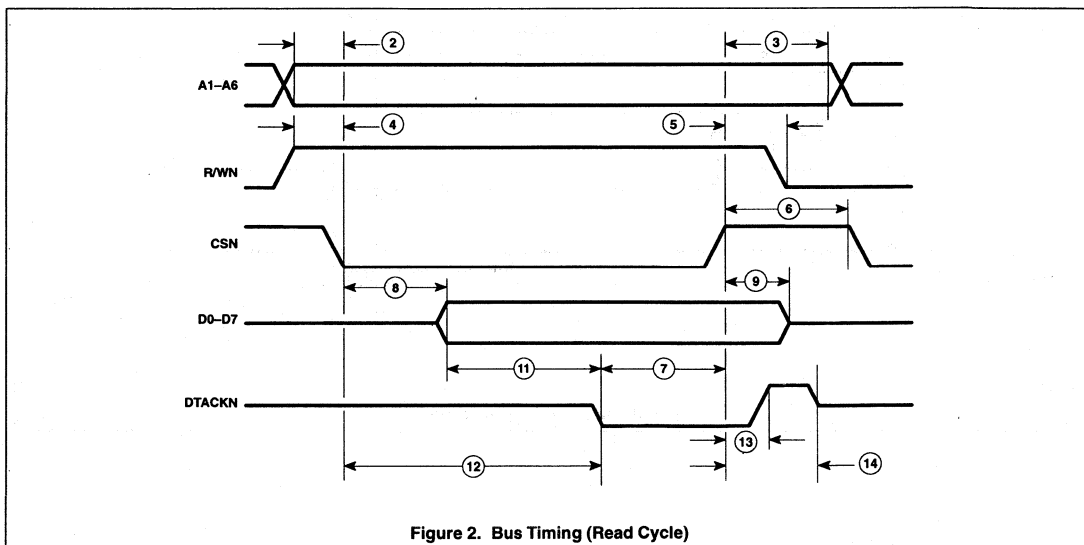 2 3
A1–A6
4 5
R/WN
6
CSN
8 9
D0–D7
11 7
DTACKN
13
12 14
Figure 2. Bus Timing (Read Cycle)